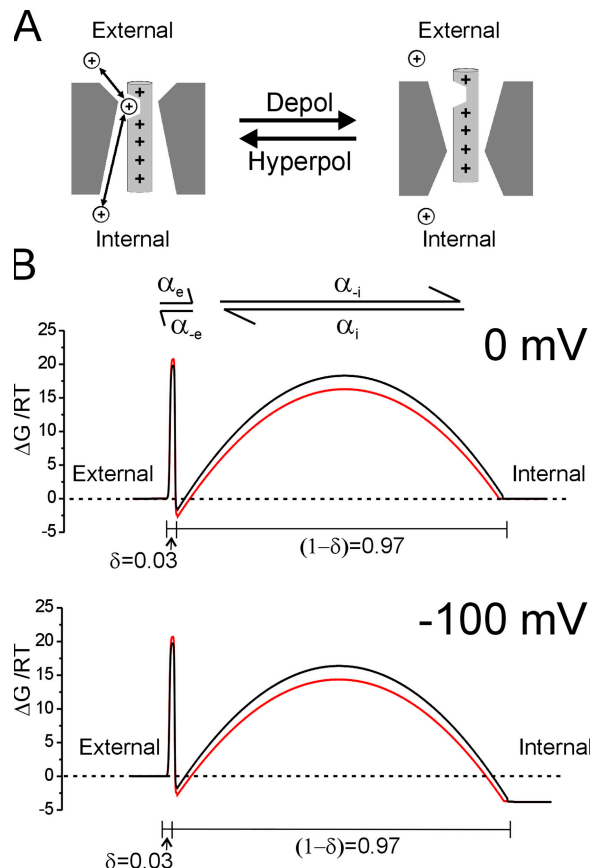 A
External External
+
+
+
+
+
+
+
+
Depol
Hyperpol
+
+
+
+
+
+
+
Internal Internal
B
αe α-i
α-e αi
0 mV
25
20
15
10
5
0
-5
ΔG /RT
External Internal
δ=0.03 (1−δ)=0.97
-100 mV
25
20
15
10
5
0
-5
ΔG /RT
External Internal
δ=0.03 (1−δ)=0.97